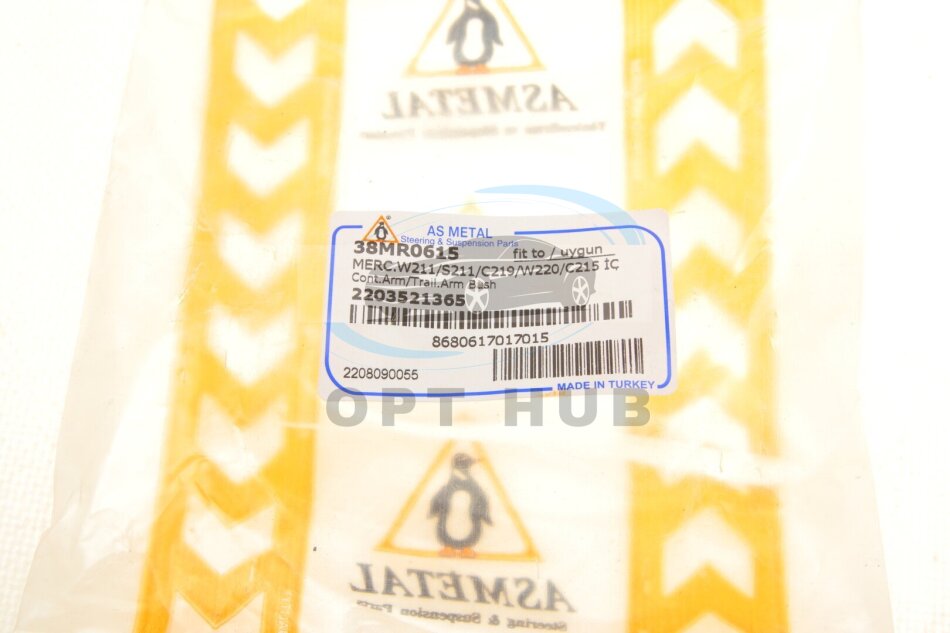 ASMETAL
AS METAL
Steering & Suspension Parts
38MR0615 fit to / uygun
MERC.W211/S211/C219/W220/C215 İÇ
Cont.Arm/Trail.Arm Bush
2203521365
8680617017015
2208090055
MADE IN TURKEY
OPT HUB
ASMETAL
Steering & Suspension Parts